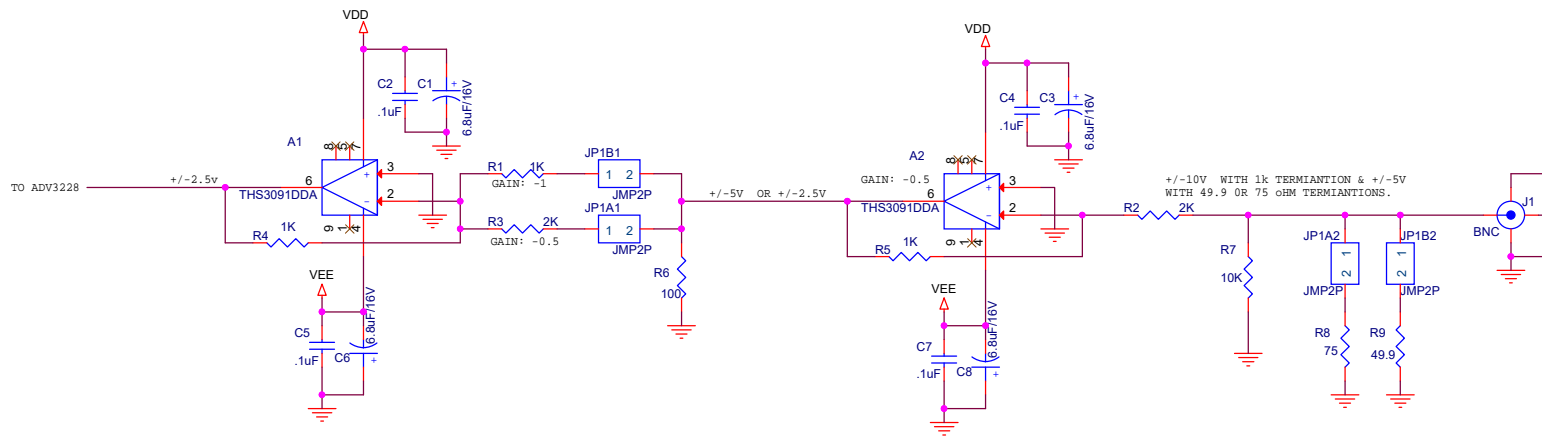 VDD
C2
C1
+
.1uF
6.8uF/16V
A1
8
5
7
3
+
TO ADV3228
+/-2.5v
6
THS3091DDA
2
-
9
1
4
R4
1K
R1
1K
GAIN: -1
JP1B1
1 2
JMP2P
R3
2K
GAIN: -0.5
JP1A1
1 2
JMP2P
R6
100
VEE
C5
.1uF
C6
6.8uF/16V
+
+/-5V OR +/-2.5v
VDD
C4
C3
+
.1uF
6.8uF/16V
A2
8
5
7
GAIN: -0.5
3
+
6
THS3091DDA
2
-
9
1
4
R5
1K
VEE
C7
.1uF
C8
6.8uF/16V
+
+/-10V WITH 1k TERMIANTION & +/-5V
WITH 49.9 0R 75 oHM TERMIANTIONS.
R2
2K
R7
10K
JP1A2
2 1
JMP2P
R8
75
JP1B2
2 1
JMP2P
R9
49.9
J1
BNC